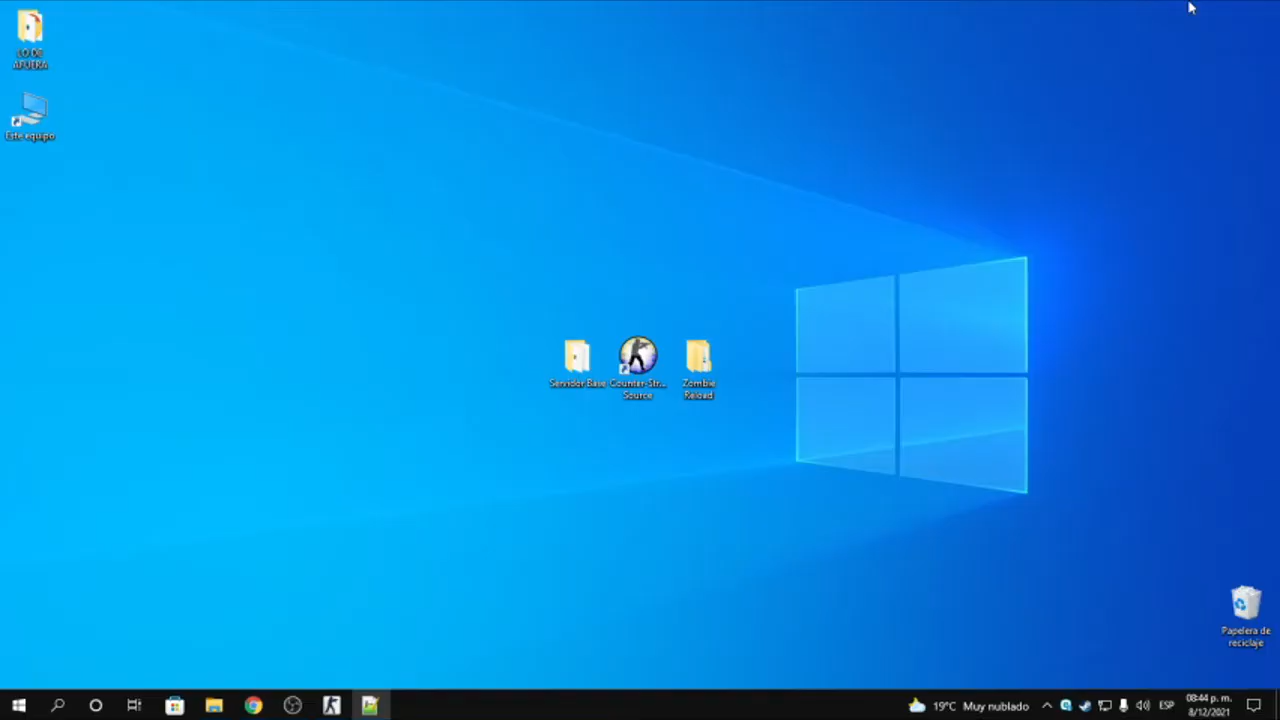 LO DE
AFUERA
Este equipo
Servidor Base
Counter-Str...
Source
Zombie
Reload
Papelera de
reciclaje
19°C Muy nublado
ESP
08:44 p. m.
8/12/2021